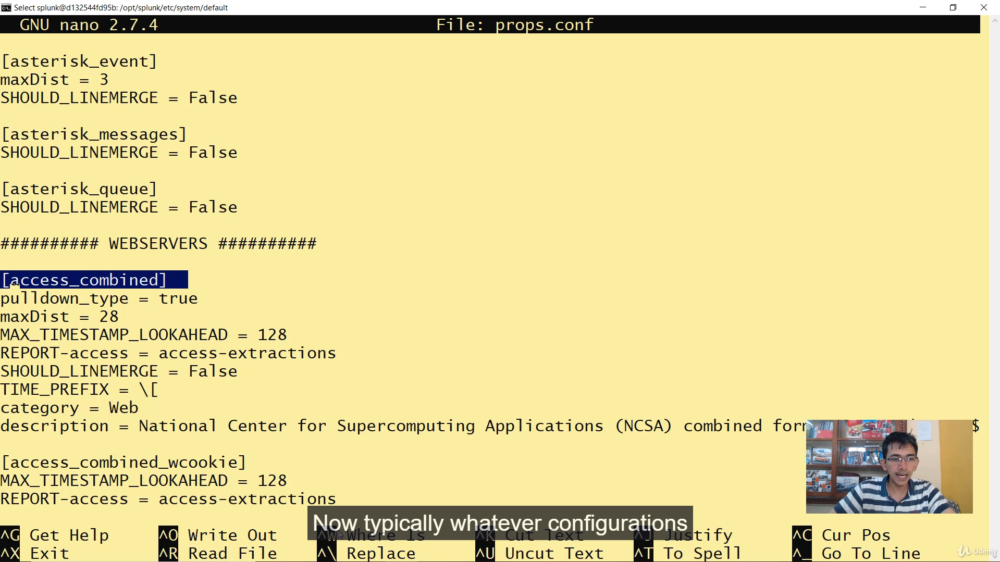 Select splunk@d132544fd95b: /opt/splunk/etc/system/default
GNU nano 2.7.4 File: props.conf
[asterisk_event]
maxDist = 3
SHOULD_LINEMERGE = False
[asterisk_messages]
SHOULD_LINEMERGE = False
[asterisk_queue]
SHOULD_LINEMERGE = False
########## WEBSERVERS ##########
[access_combined]
pulldown_type = true
maxDist = 28
MAX_TIMESTAMP_LOOKAHEAD = 128
REPORT-access = access-extractions
SHOULD_LINEMERGE = False
TIME_PREFIX = \[
category = Web
description = National Center for Supercomputing Applications (NCSA) combined $
[access_combined_wcookie]
MAX_TIMESTAMP_LOOKAHEAD = 128
REPORT-access = access-extractions
Now typically whatever configurations
^G Get Help ^O Write Out ^W Where Is ^K Cut Text ^J Justify ^C Cur Pos
^X Exit ^R Read File ^\ Replace ^U Uncut Text ^T To Spell ^_ Go To Line
Udemy